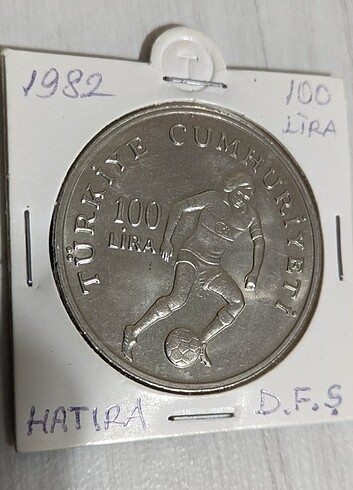 1982
100
LİRA
T
TÜRKİYE CUMHURİYETİ
100
LİRA
HATIRA
D.F.Ş